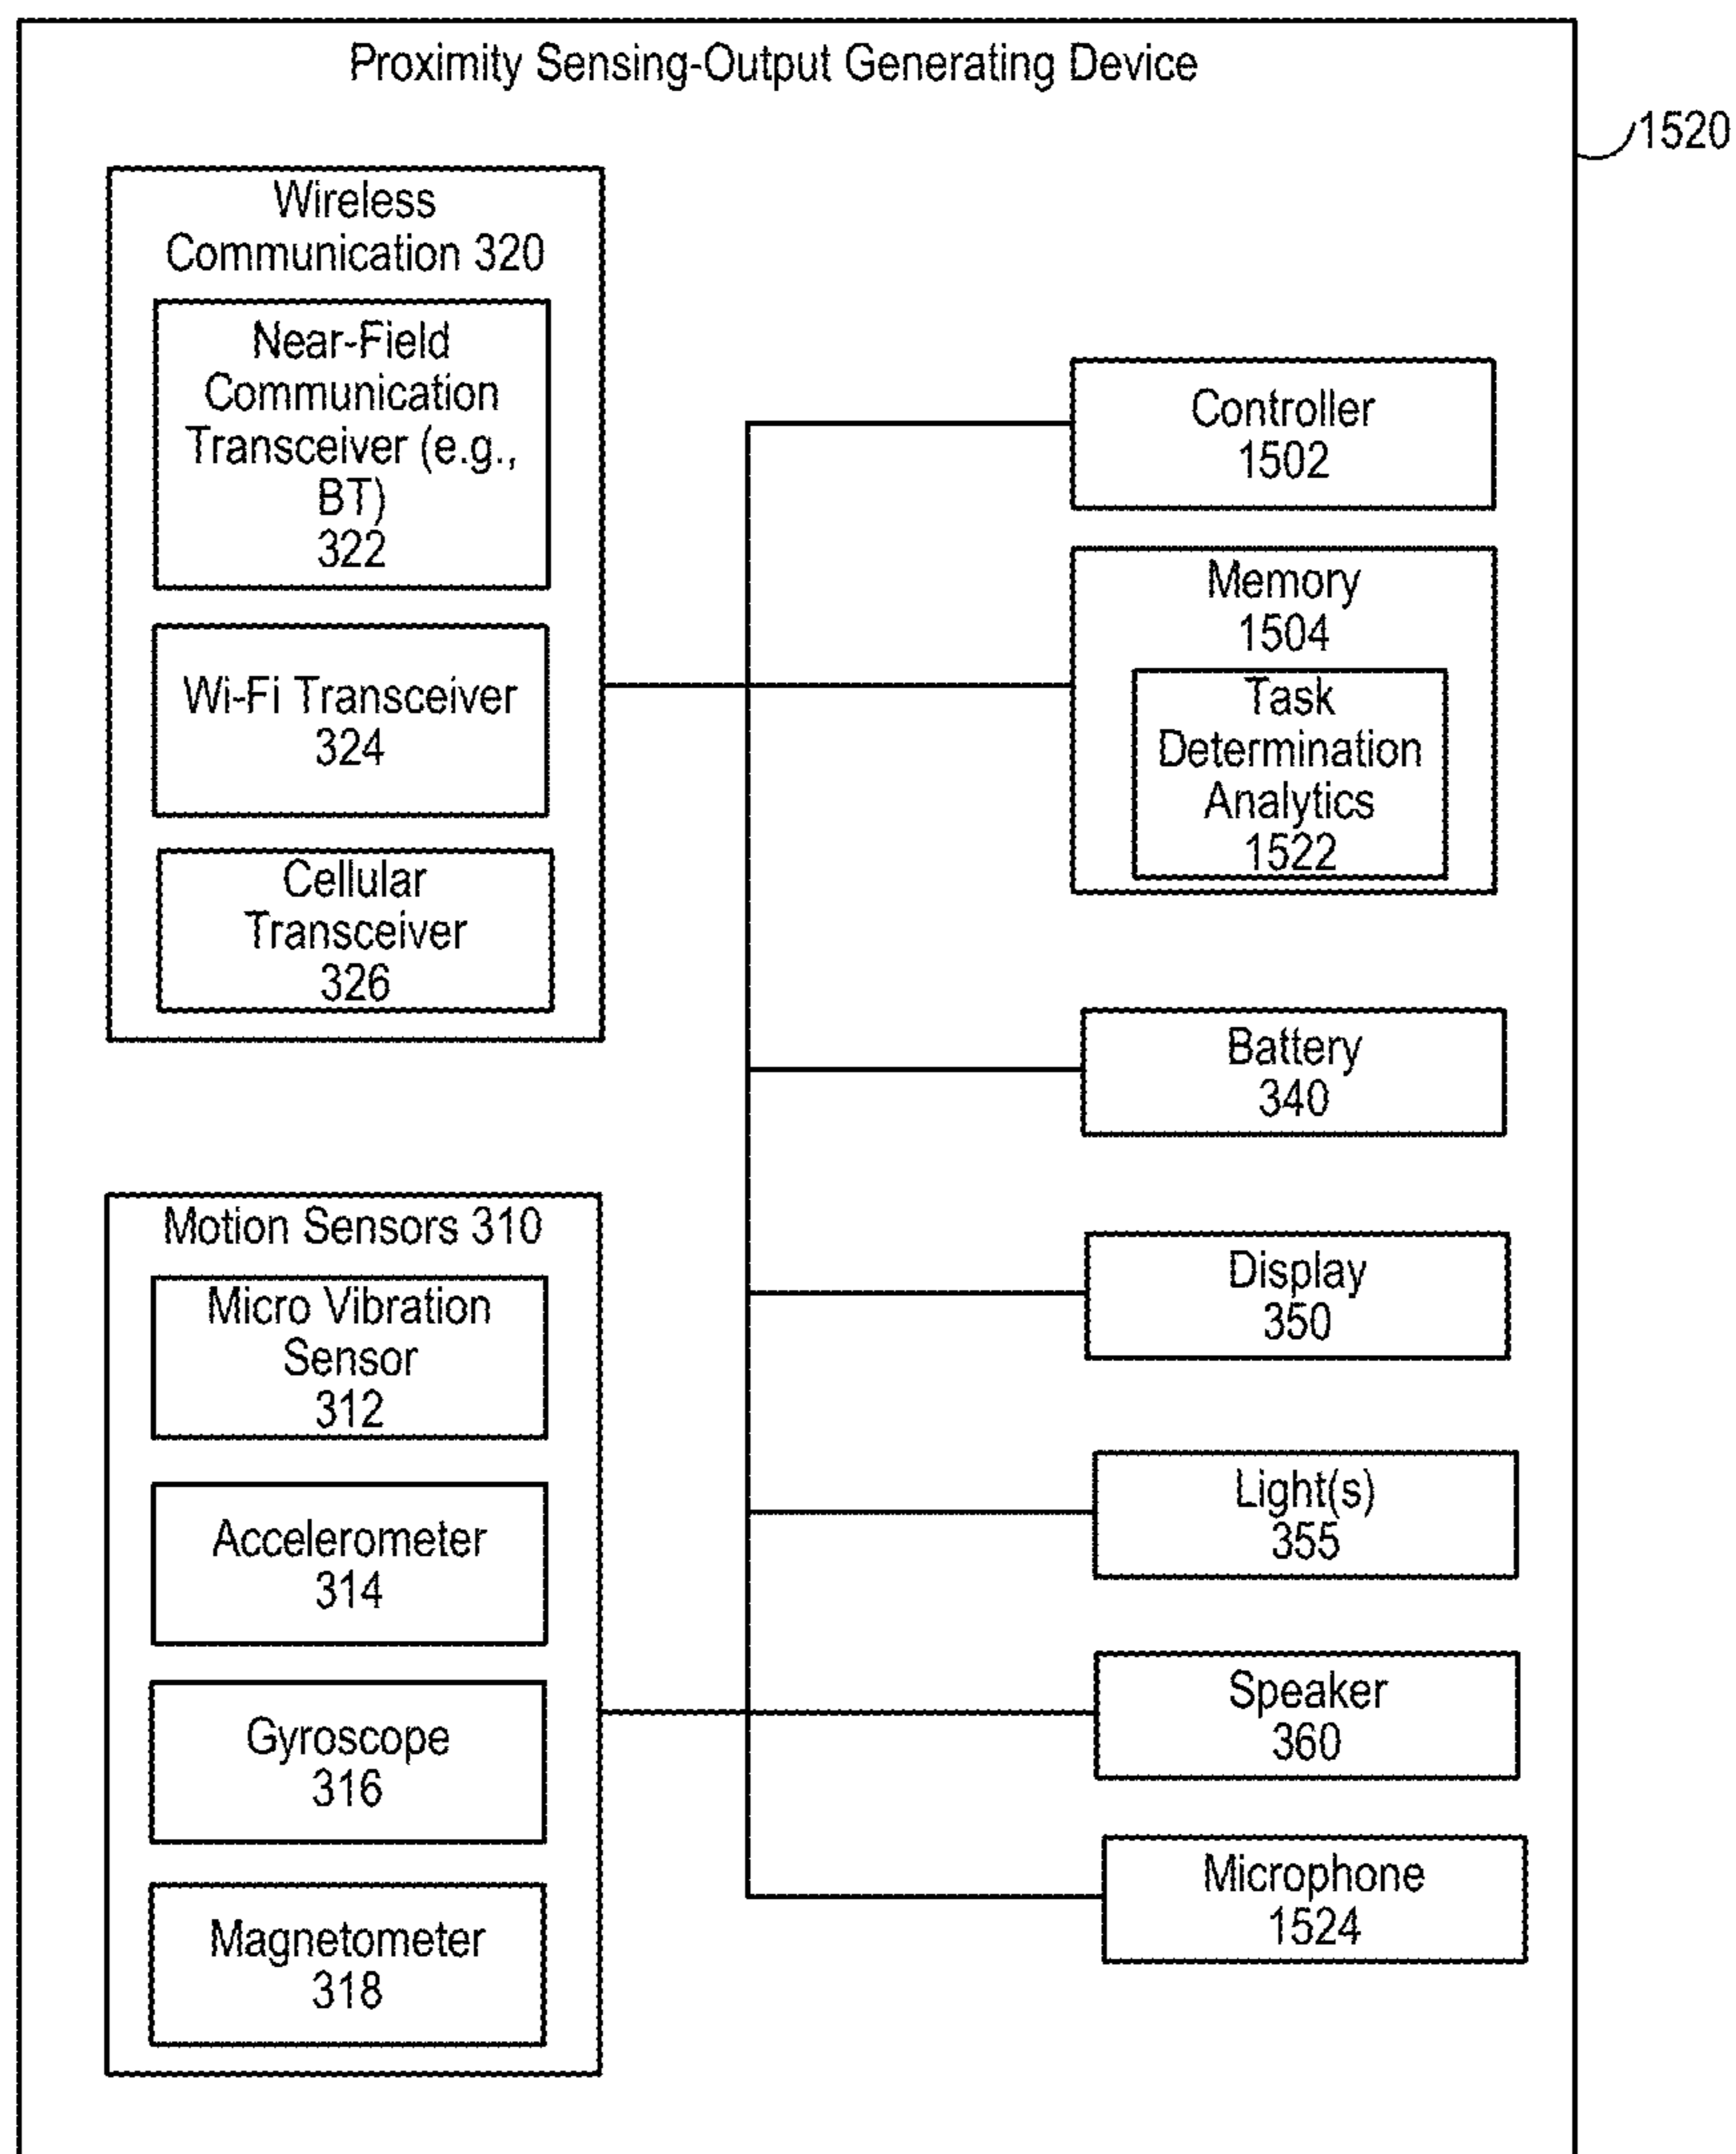 Proximity Sensing-Output Generating Device
1520
Wireless
Communication 320
Near-Field
Communication
Transceiver (e.g.,
BT)
322
Wi-Fi Transceiver
324
Cellular
Transceiver
326
Motion Sensors 310
Micro Vibration
Sensor
312
Accelerometer
314
Gyroscope
316
Magnetometer
318
Controller
1502
Memory
1504
Task
Determination
Analytics
1522
Battery
340
Display
350
Light(s)
355
Speaker
360
Microphone
1524